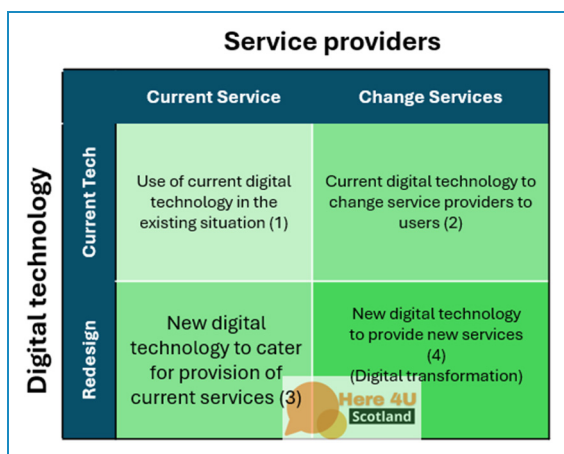 Service providers
Current Service
Change Services
Digital technology
Current Tech
Use of current digital
technology in the
existing situation (1)
Current digital technology to
change service providers to
users (2)
Redesign
New digital
technology to cater
for provision of
current services (3)
New digital technology
to provide new services
(4)
(Digital transformation)
Here 4U
Scotland